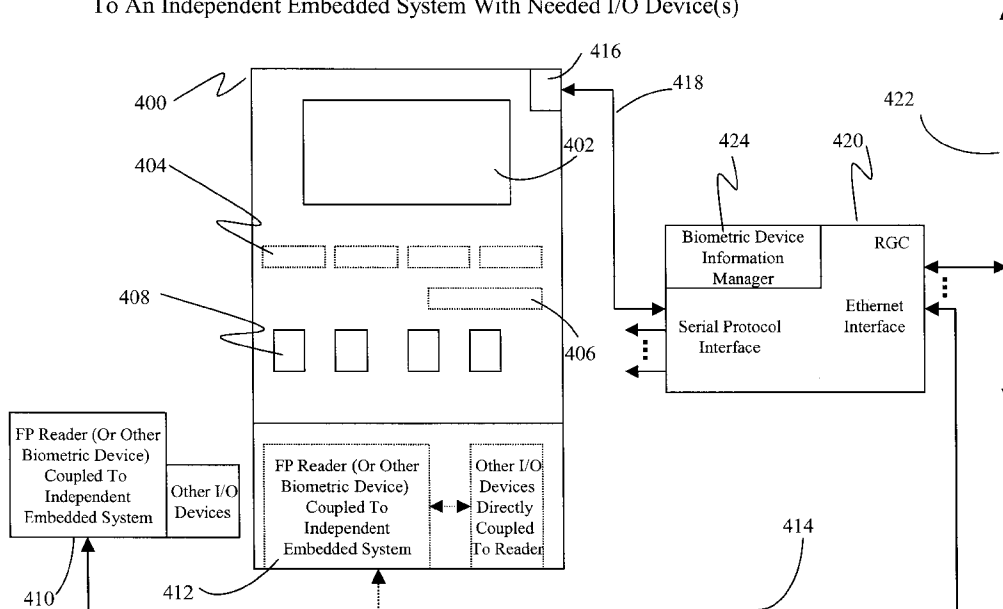 To An Independent Embedded System With Needed I/O Device(s)
416
400
418
422
404
402
424
420
Biometric Device
Information
Manager
RGC
408
Serial Protocol
Interface
Ethernet
Interface
406
FP Reader (Or Other
Biometric Device)
Coupled To
Independent
Embedded System
Other I/O
Devices
FP Reader (Or Other
Biometric Device)
Coupled To
Independent
Embedded System
Other I/O
Devices
Directly
Coupled
To Reader
414
410
412